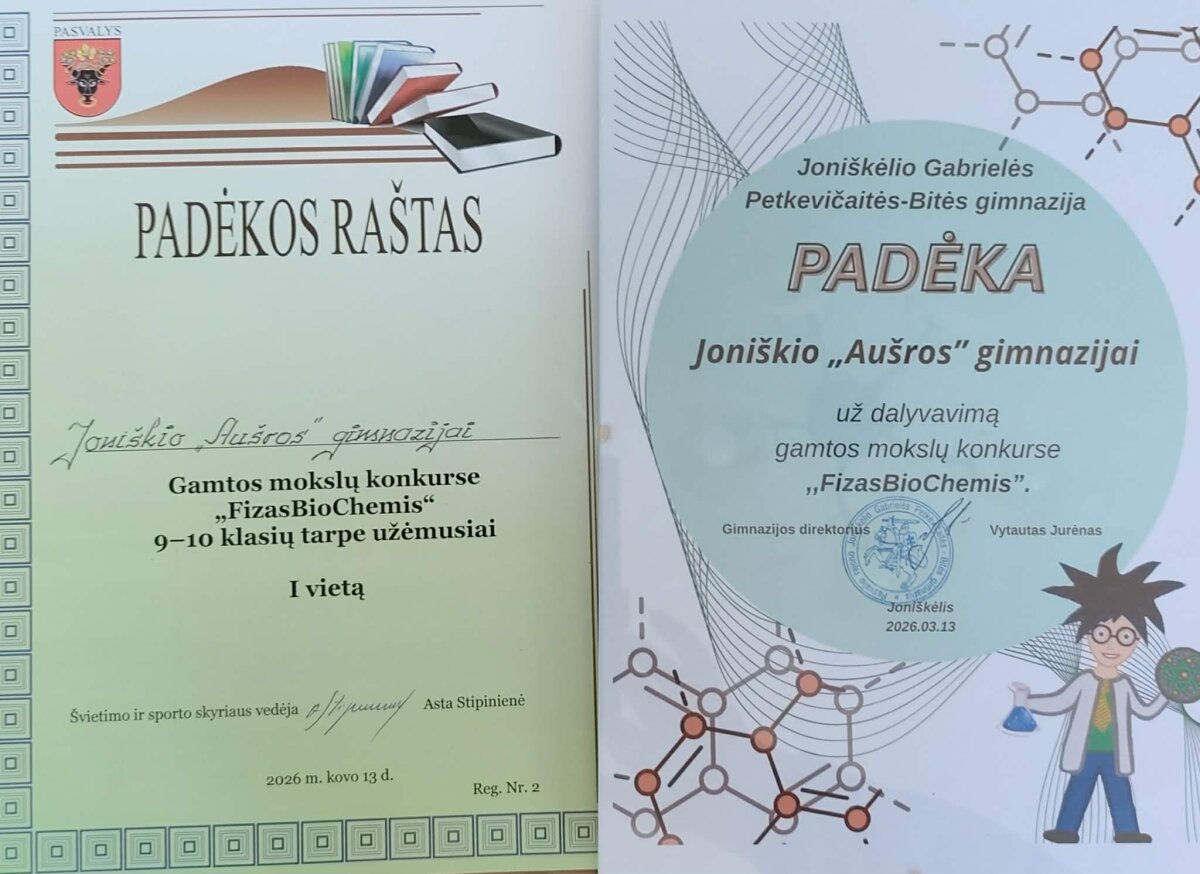 PASVALYS
PADĖKOS RAŠTAS
Joniškio „Aušros" gimnazijai
Gamtos mokslų konkurse
„FizasBioChemis“
9–10 klasių tarpe užėmusiai
I vietą
Švietimo ir sporto skyriaus vedėja Asta Stipinienė
2026 m. kovo 13 d.
Reg. Nr. 2
Joniškėlio Gabrielės
Petkevičaitės-Bitės gimnazija
PADĖKA
Joniškio „Aušros” gimnazijai
už dalyvavimą
gamtos mokslų konkurse
,,FizasBioChemis”.
Gimnazijos direktorius Vytautas Jurėnas
Joniškėlis
2026.03.13